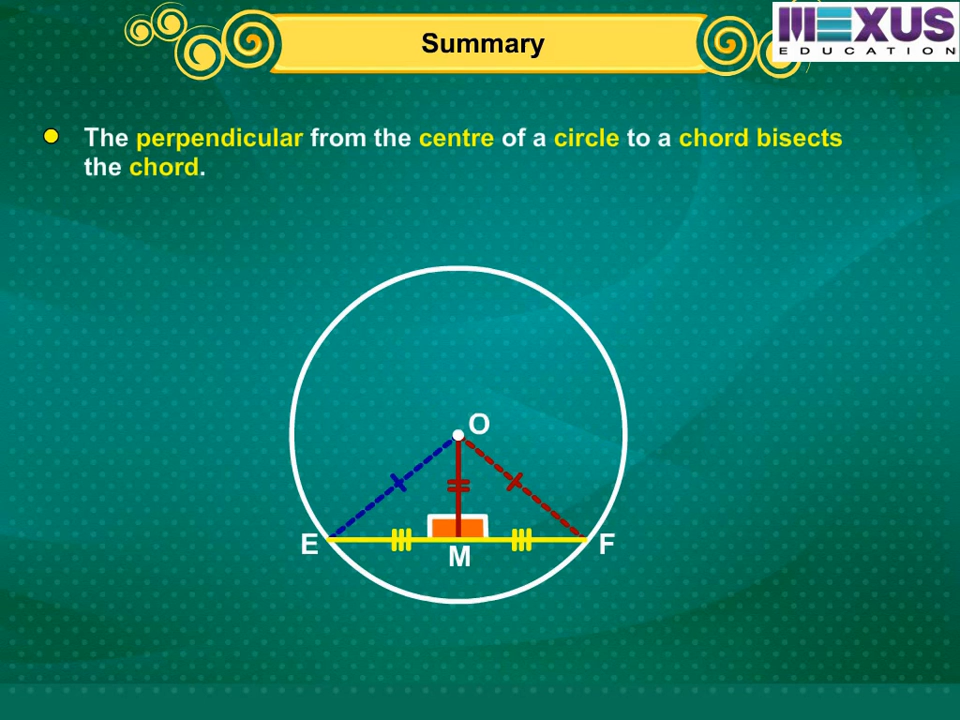 Summary
MEXUS
EDUCATION
The perpendicular from the centre of a circle to a chord bisects
the chord.
O
E
M
F